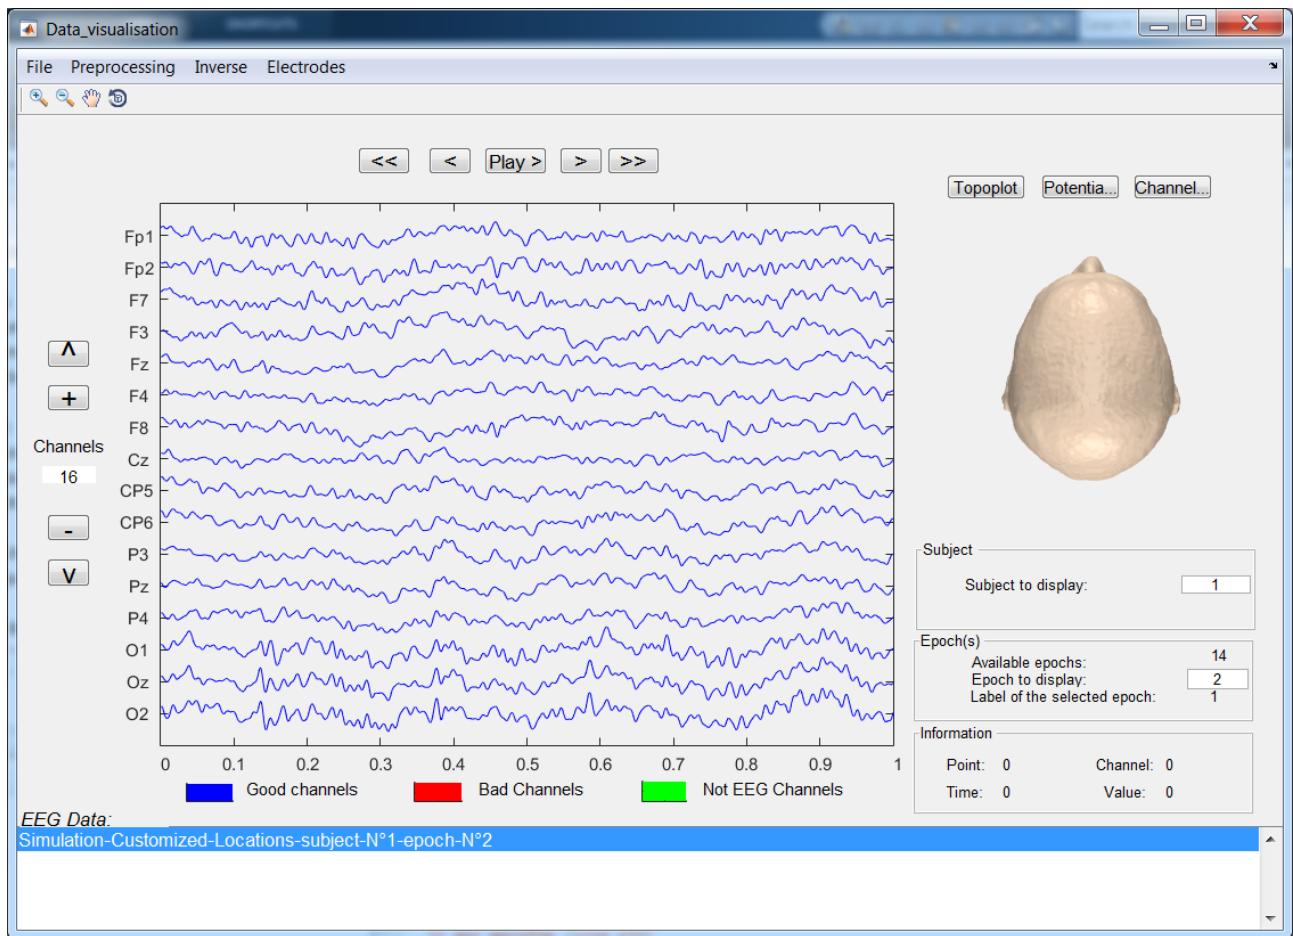 Data_visualisation
File Preprocessing Inverse Electrodes
<< < Play > > >>
Topoplot Potentia... Channel...
Fp1
Fp2
F7
F3
Fz
F4
F8
Cz
CP5
CP6
P3
Pz
P4
O1
Oz
O2
^
+
Channels
16
-
v
0 0.1 0.2 0.3 0.4 0.5 0.6 0.7 0.8 0.9 1
Good channels Bad Channels Not EEG Channels
Subject
Subject to display: 1
Epoch(s)
Available epochs: 14
Epoch to display: 2
Label of the selected epoch: 1
Information
Point: 0 Channel: 0
Time: 0 Value: 0
EEG Data:
Simulation-Customized-Locations-subject-N°1-epoch-N°2